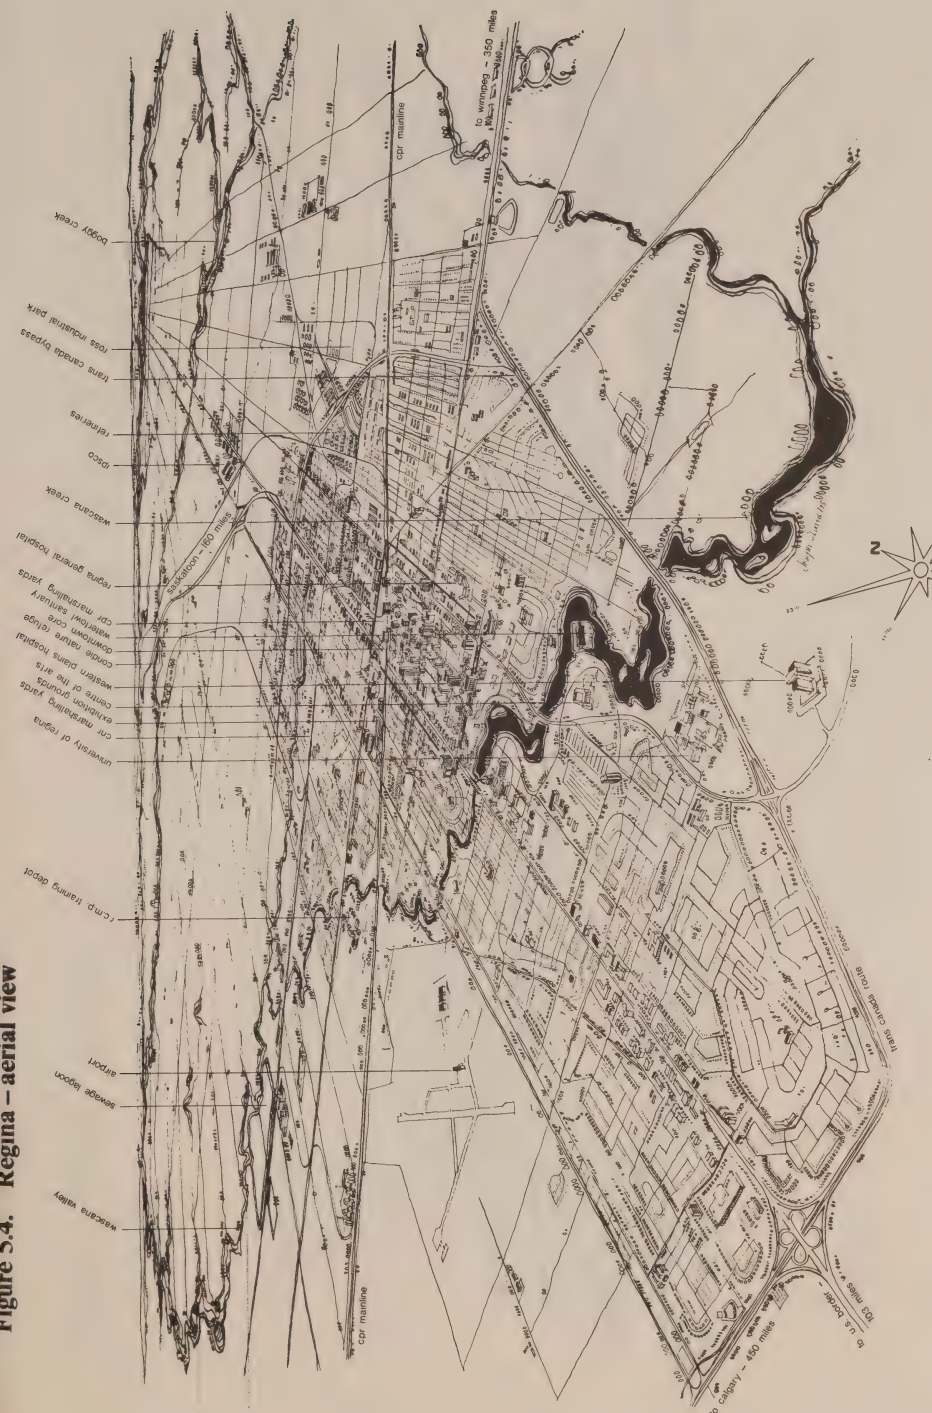 Figure 5.4. Regina – aerial view
wascana valley
sewage lagoon
airport
r.c.m.p. training depot
university of regina
cnr marshalling yards
exhibition grounds
centre of the arts
western plains hospital
condie nature refuge
downtown core
waterfowl santuary
cpr marshalling yards
regina general hospital
wascana creek
ipsco
refineries
trans canada bypass
ross industrial park
boggy creek
saskatoon – 160 miles
cpr mainline
to winnipeg – 350 miles
cpr mainline
z
trans canada route
to calgary – 450 miles
to u.s. border –
103 miles